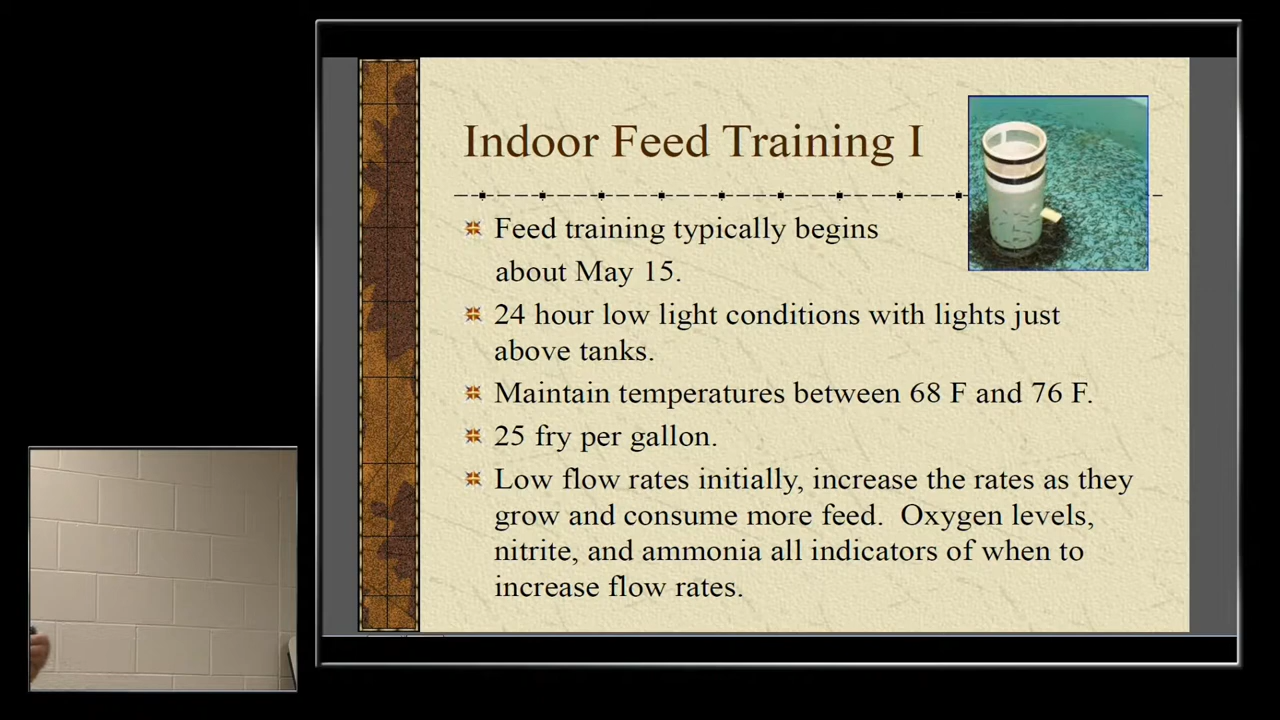 Indoor Feed Training I
Feed training typically begins
about May 15.
24 hour low light conditions with lights just
above tanks.
Maintain temperatures between 68 F and 76 F.
25 fry per gallon.
Low flow rates initially, increase the rates as they
grow and consume more feed.  Oxygen levels,
nitrite, and ammonia all indicators of when to
increase flow rates.